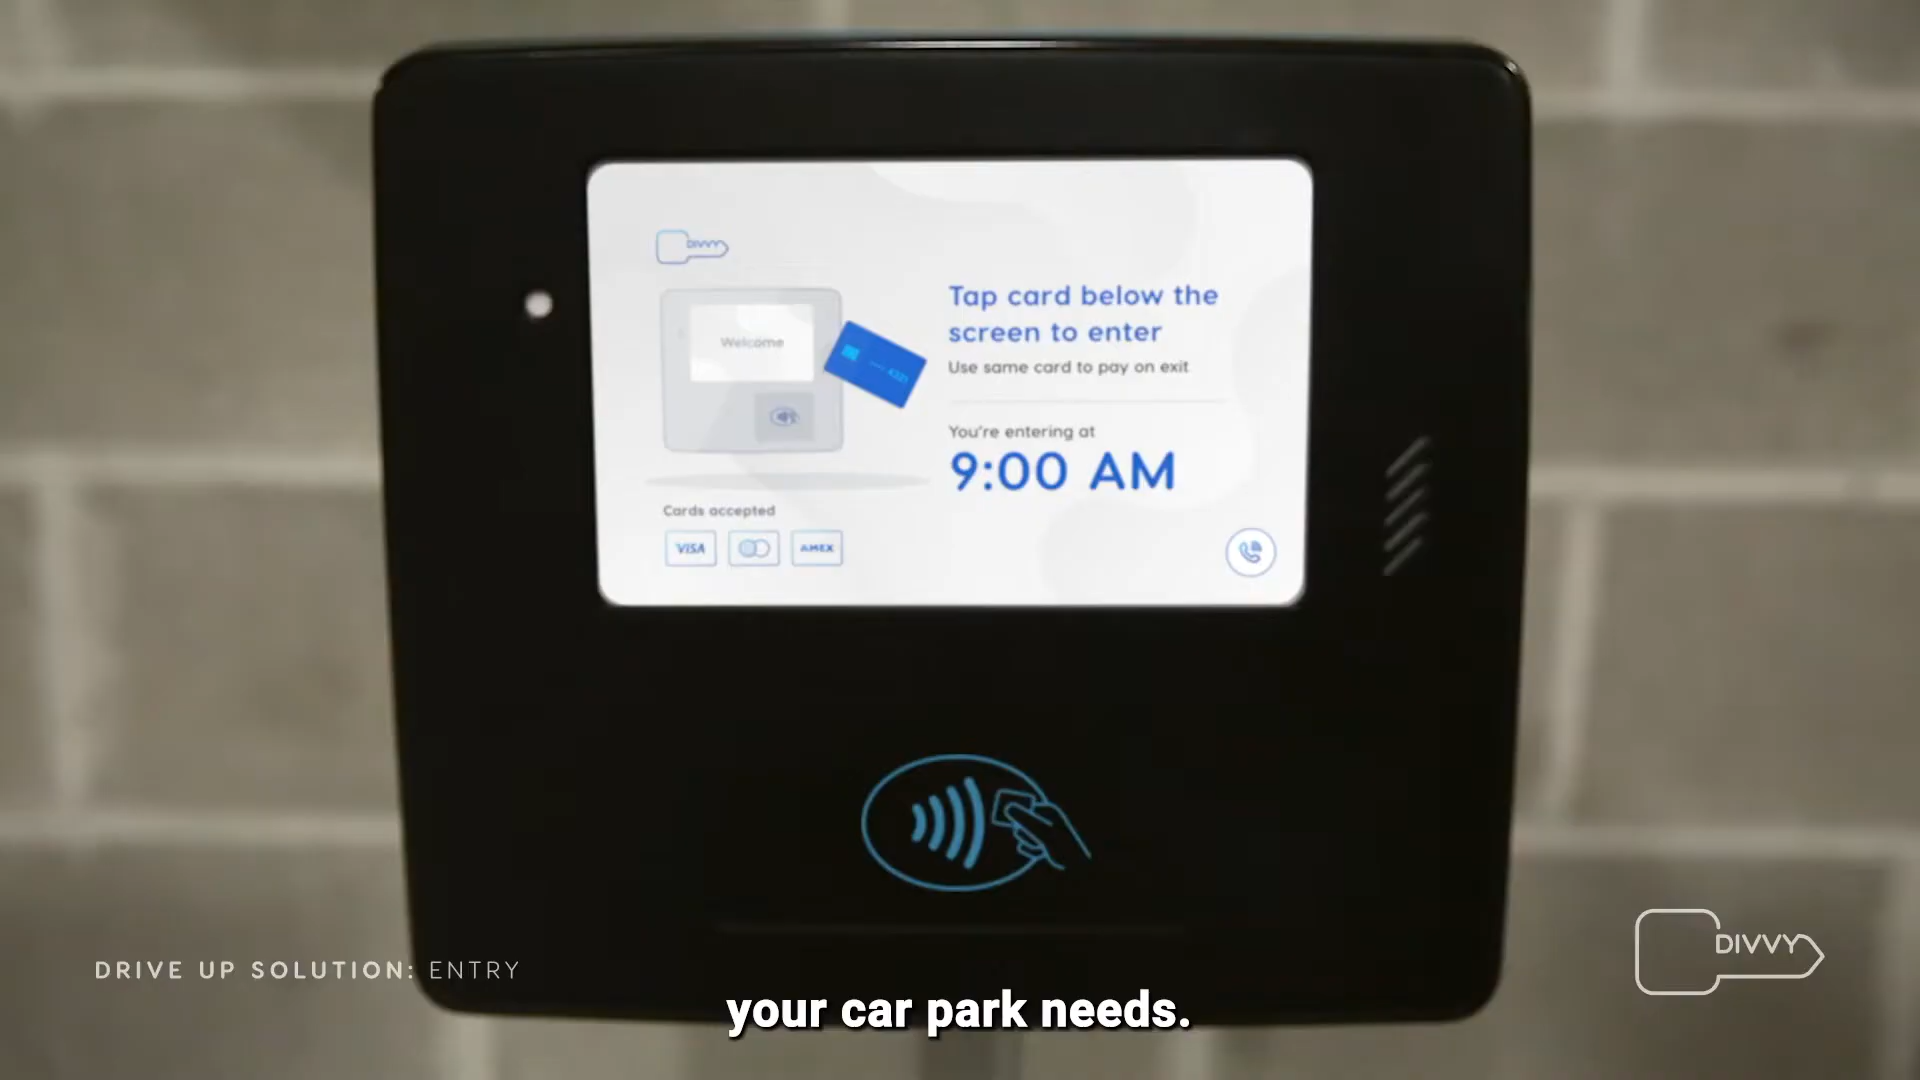 DIVVY
Welcome
Tap card below the
screen to enter
Use same card to pay on exit
You're entering at
9:00 AM
Cards accepted
VISA
AMEX
DIVVY
DRIVE UP SOLUTION: ENTRY
your car park needs.